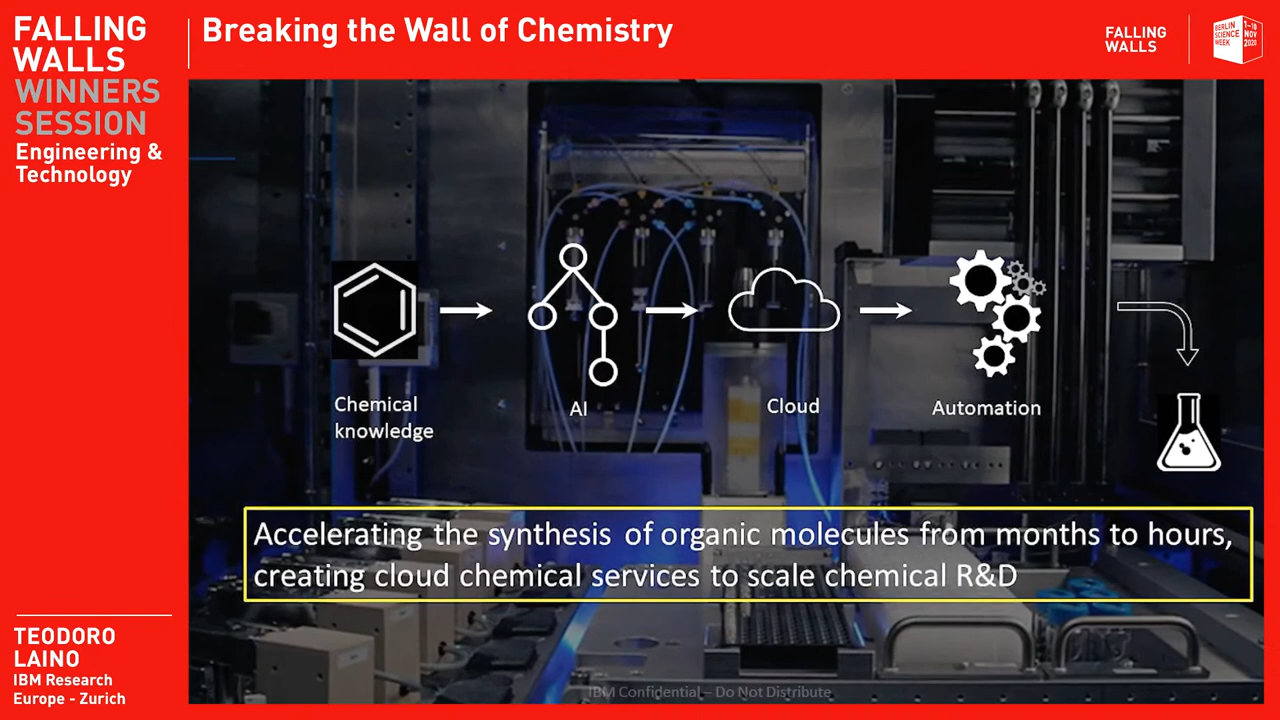 FALLING
WALLS
WINNERS
SESSION
Engineering &
Technology
Breaking the Wall of Chemistry
FALLING
WALLS
BERLIN
SCIENCE
WEEK
1–10
NOV
2020
Chemical
knowledge
AI
Cloud
Automation
Accelerating the synthesis of organic molecules from months to hours,
creating cloud chemical services to scale chemical R&D
TEODORO
LAINO
IBM Research
Europe - Zurich
IBM Confidential – Do Not Distribute